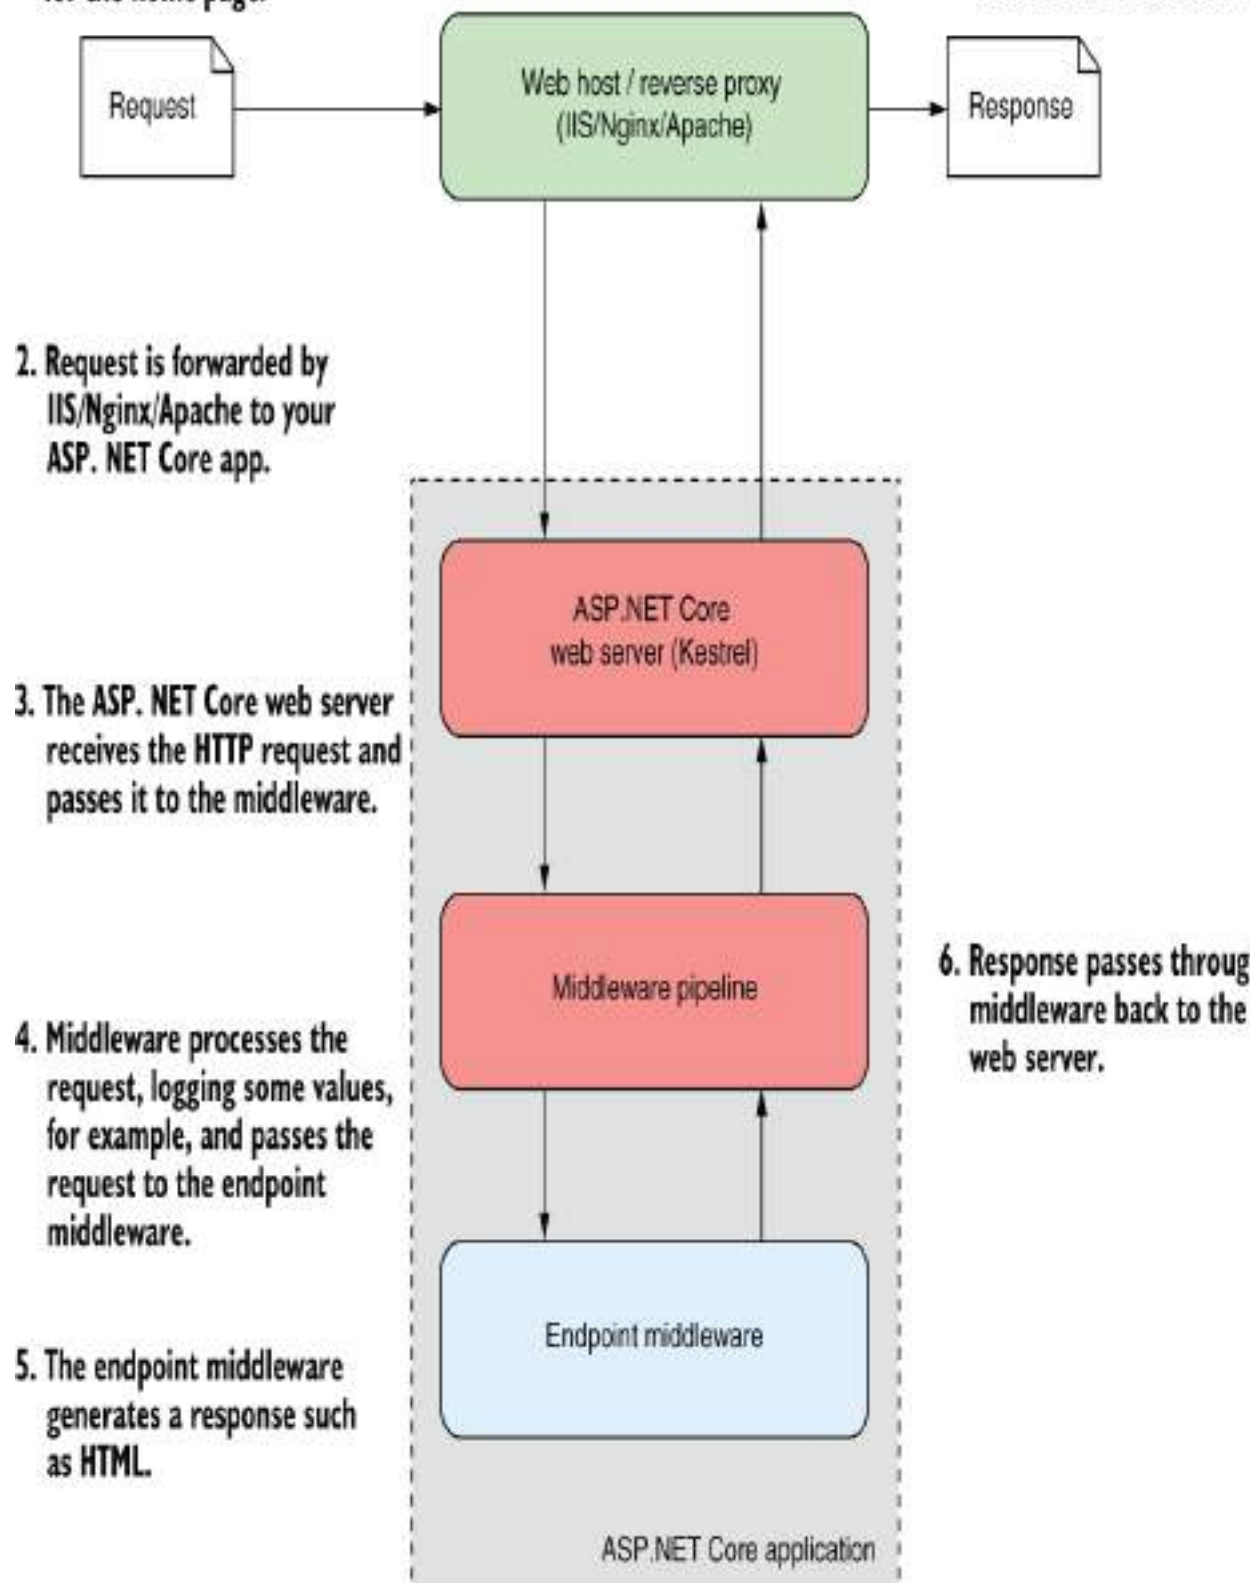 for the home page.
Request
Web host / reverse proxy
(IIS/Nginx/Apache)
Response
2. Request is forwarded by
IIS/Nginx/Apache to your
ASP. NET Core app.
ASP.NET Core
web server (Kestrel)
3. The ASP. NET Core web server
receives the HTTP request and
passes it to the middleware.
Middleware pipeline
6. Response passes throug
middleware back to the
web server.
4. Middleware processes the
request, logging some values,
for example, and passes the
request to the endpoint
middleware.
Endpoint middleware
5. The endpoint middleware
generates a response such
as HTML.
ASP.NET Core application